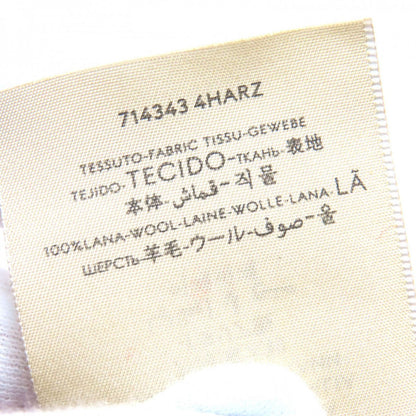 714343 4HARZ
TESSUTO-FABRIC TISSU-GEWEBE
TEJIDO-TECIDO-ТКАНЬ-表地
本体-قماش-직물
100%LANA-WOOL-LAINE-WOLLE-LANA-LÃ
ШЕРСТЬ-羊毛-ウール-صوف-울